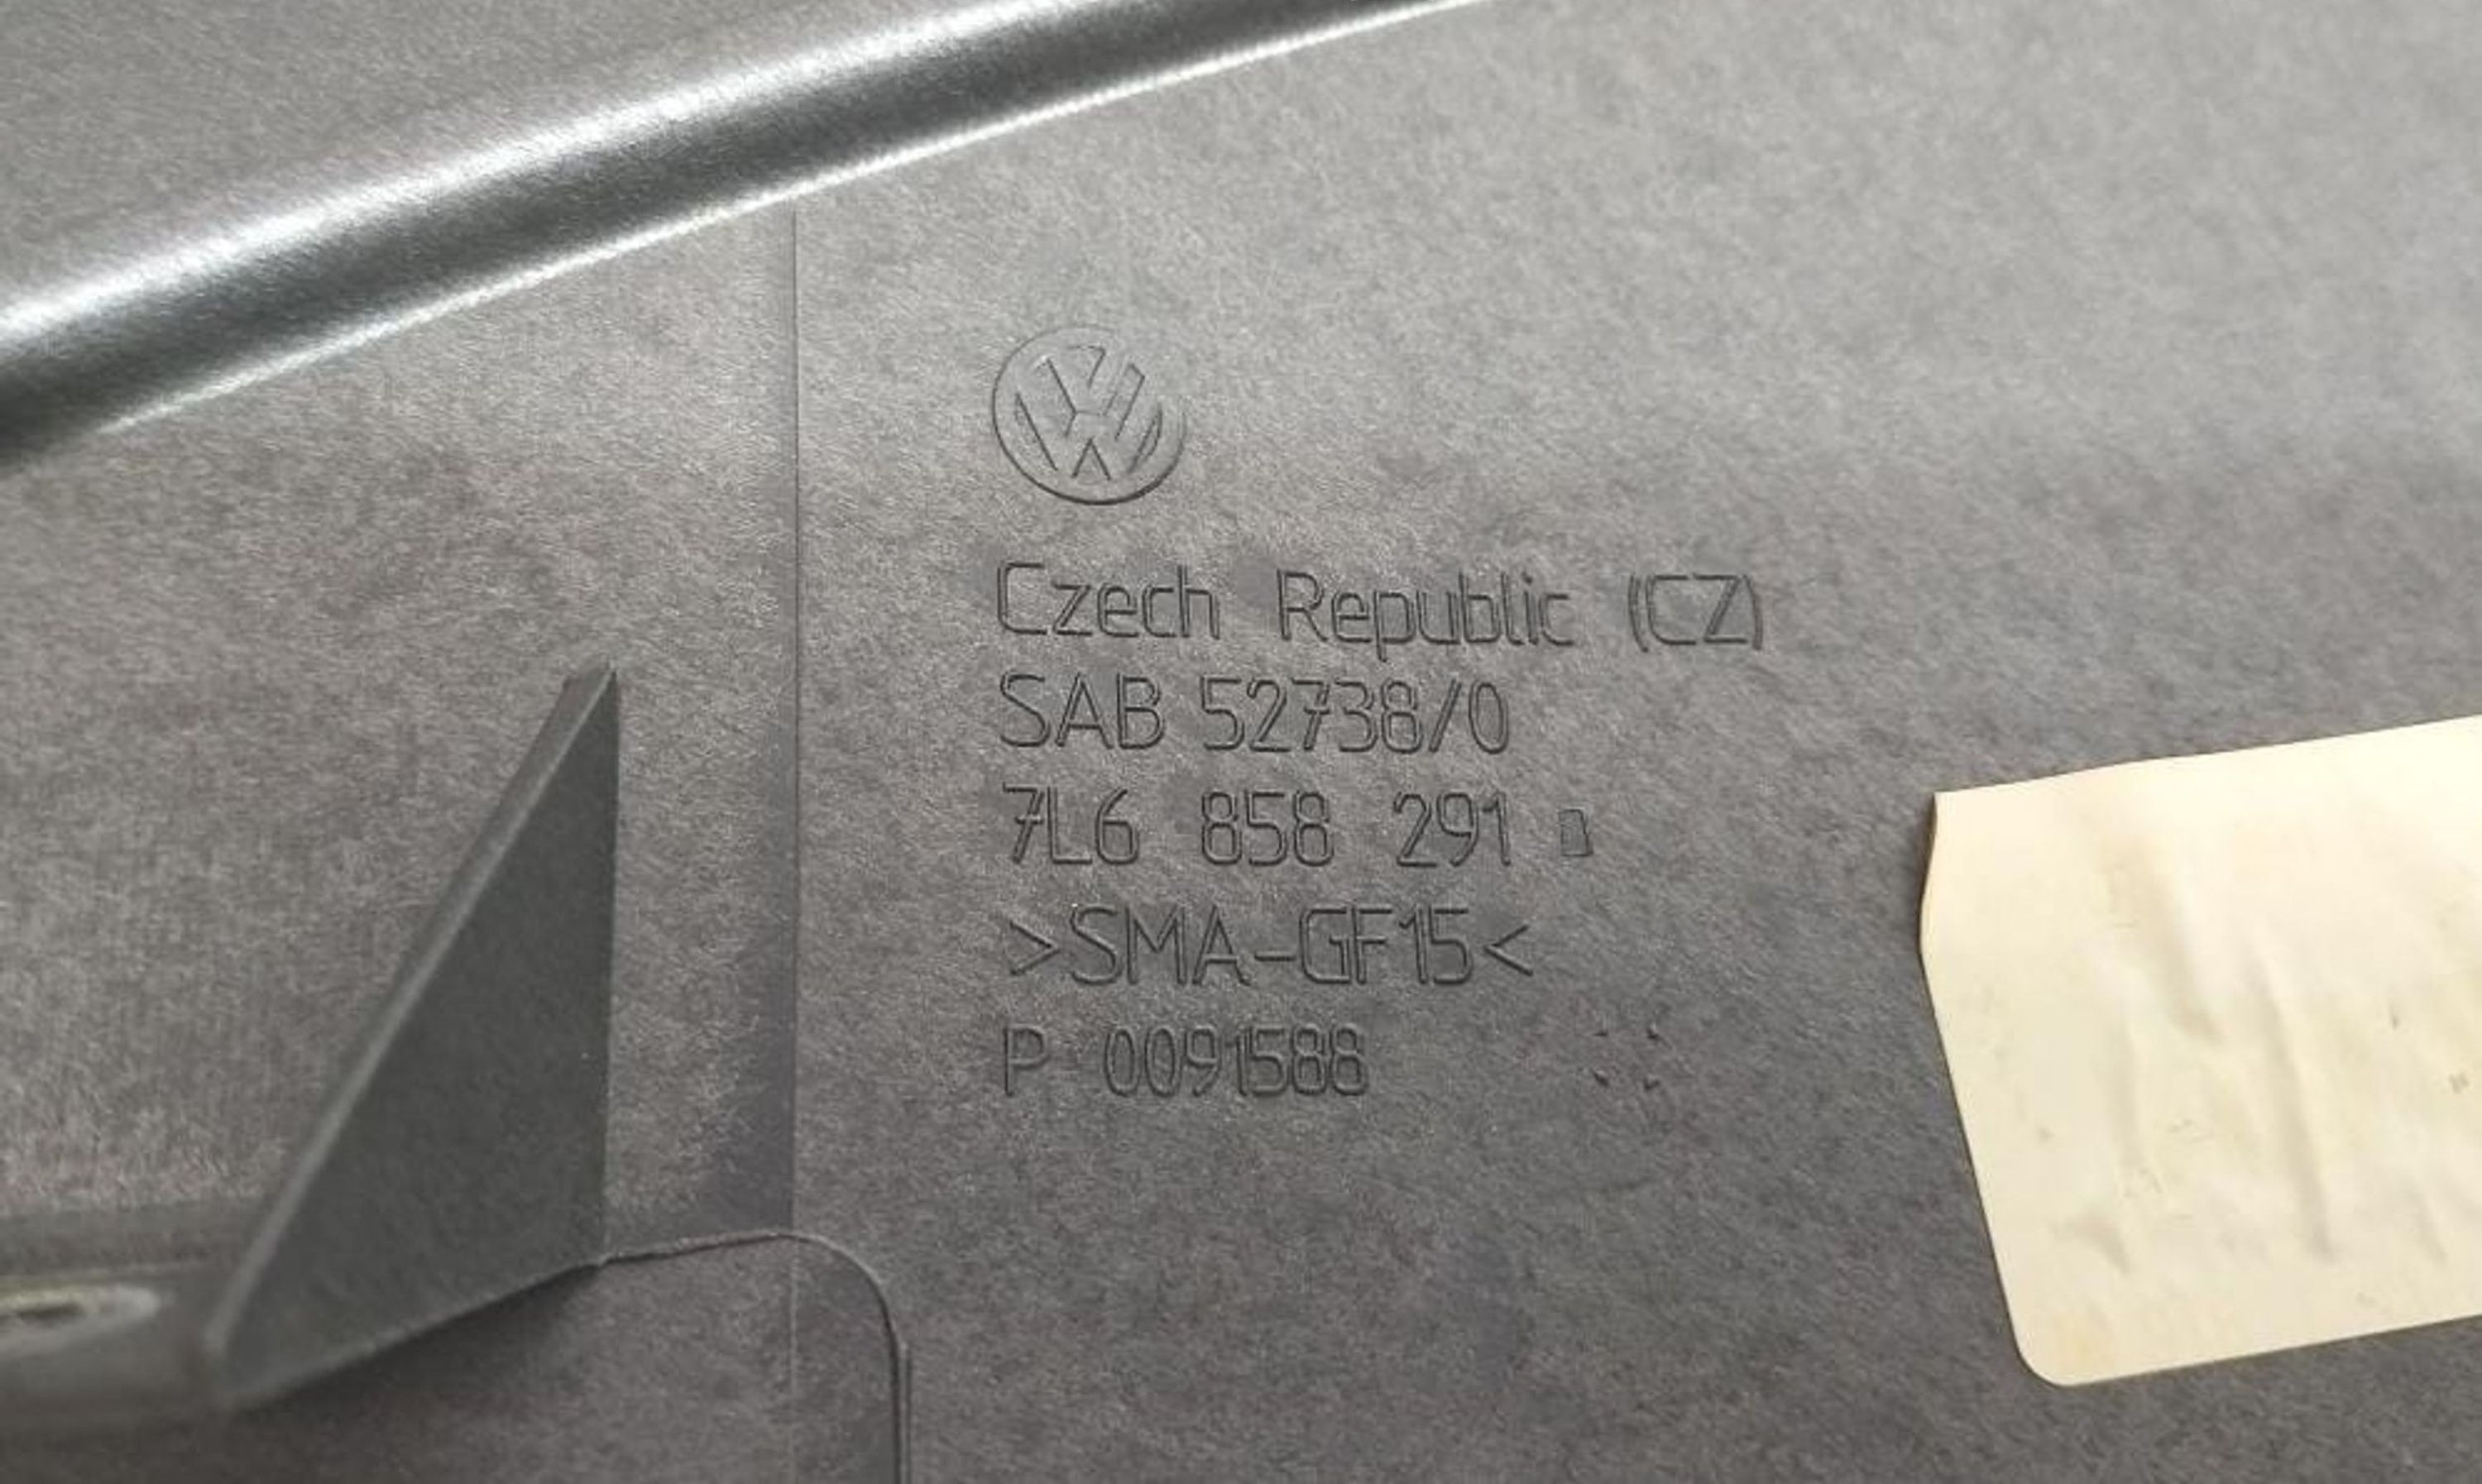 Czech Republic (CZ)
SAB 52738/0
7L6 858 291
>SMA-GF15<
P 0091588